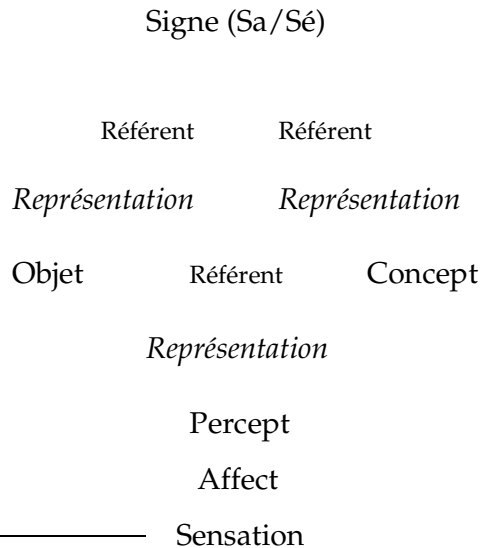 Signe (Sa/Sé)
Référent Référent
Représentation Représentation
Objet Référent Concept
Représentation
Percept
Affect
Sensation